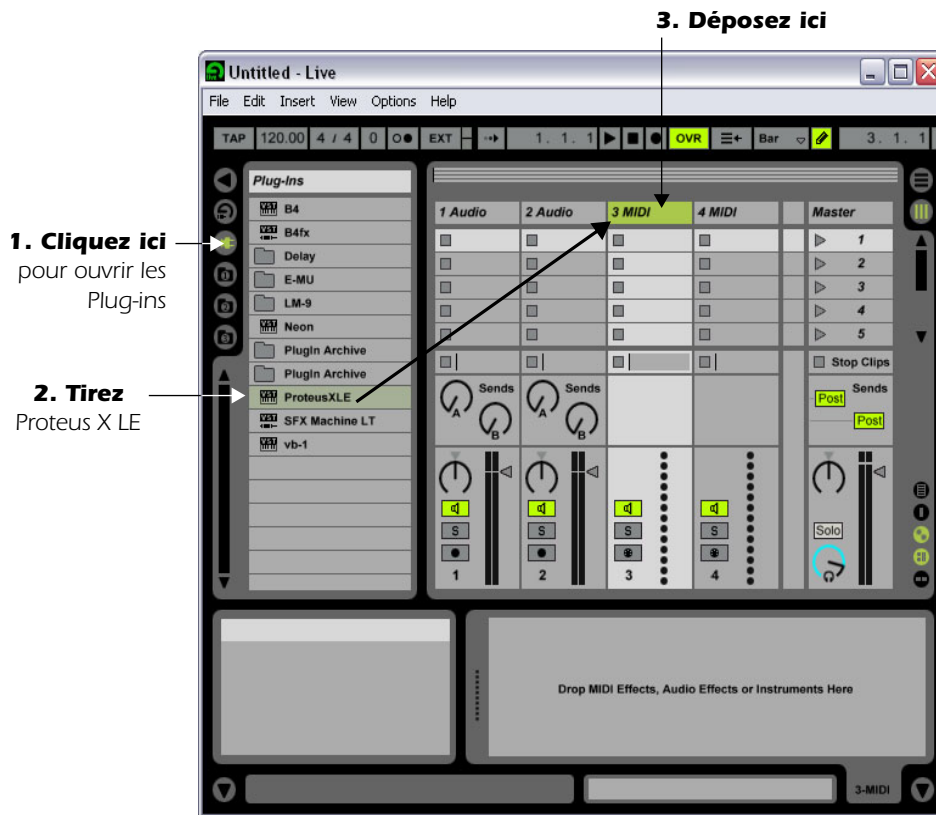 3. Déposez ici
Untitled - Live
File Edit Insert View Options Help
TAP 120.00 4 / 4 0 EXT 1. 1. 1 OVR Bar 3. 1. 1
Plug-Ins
B4
B4fx
Delay
E-MU
LM-9
Neon
PlugIn Archive
PlugIn Archive
ProteusXLE
SFX Machine LT
vb-1
1. Cliquez ici
pour ouvrir les
Plug-ins
2. Tirez
Proteus X LE
1 Audio 2 Audio 3 MIDI 4 MIDI Master
1
2
3
4
5
Stop Clips
Sends Sends Sends
A A Post
B B Post
S S S S Solo
1 2 3 4
Drop MIDI Effects, Audio Effects or Instruments Here
3-MIDI